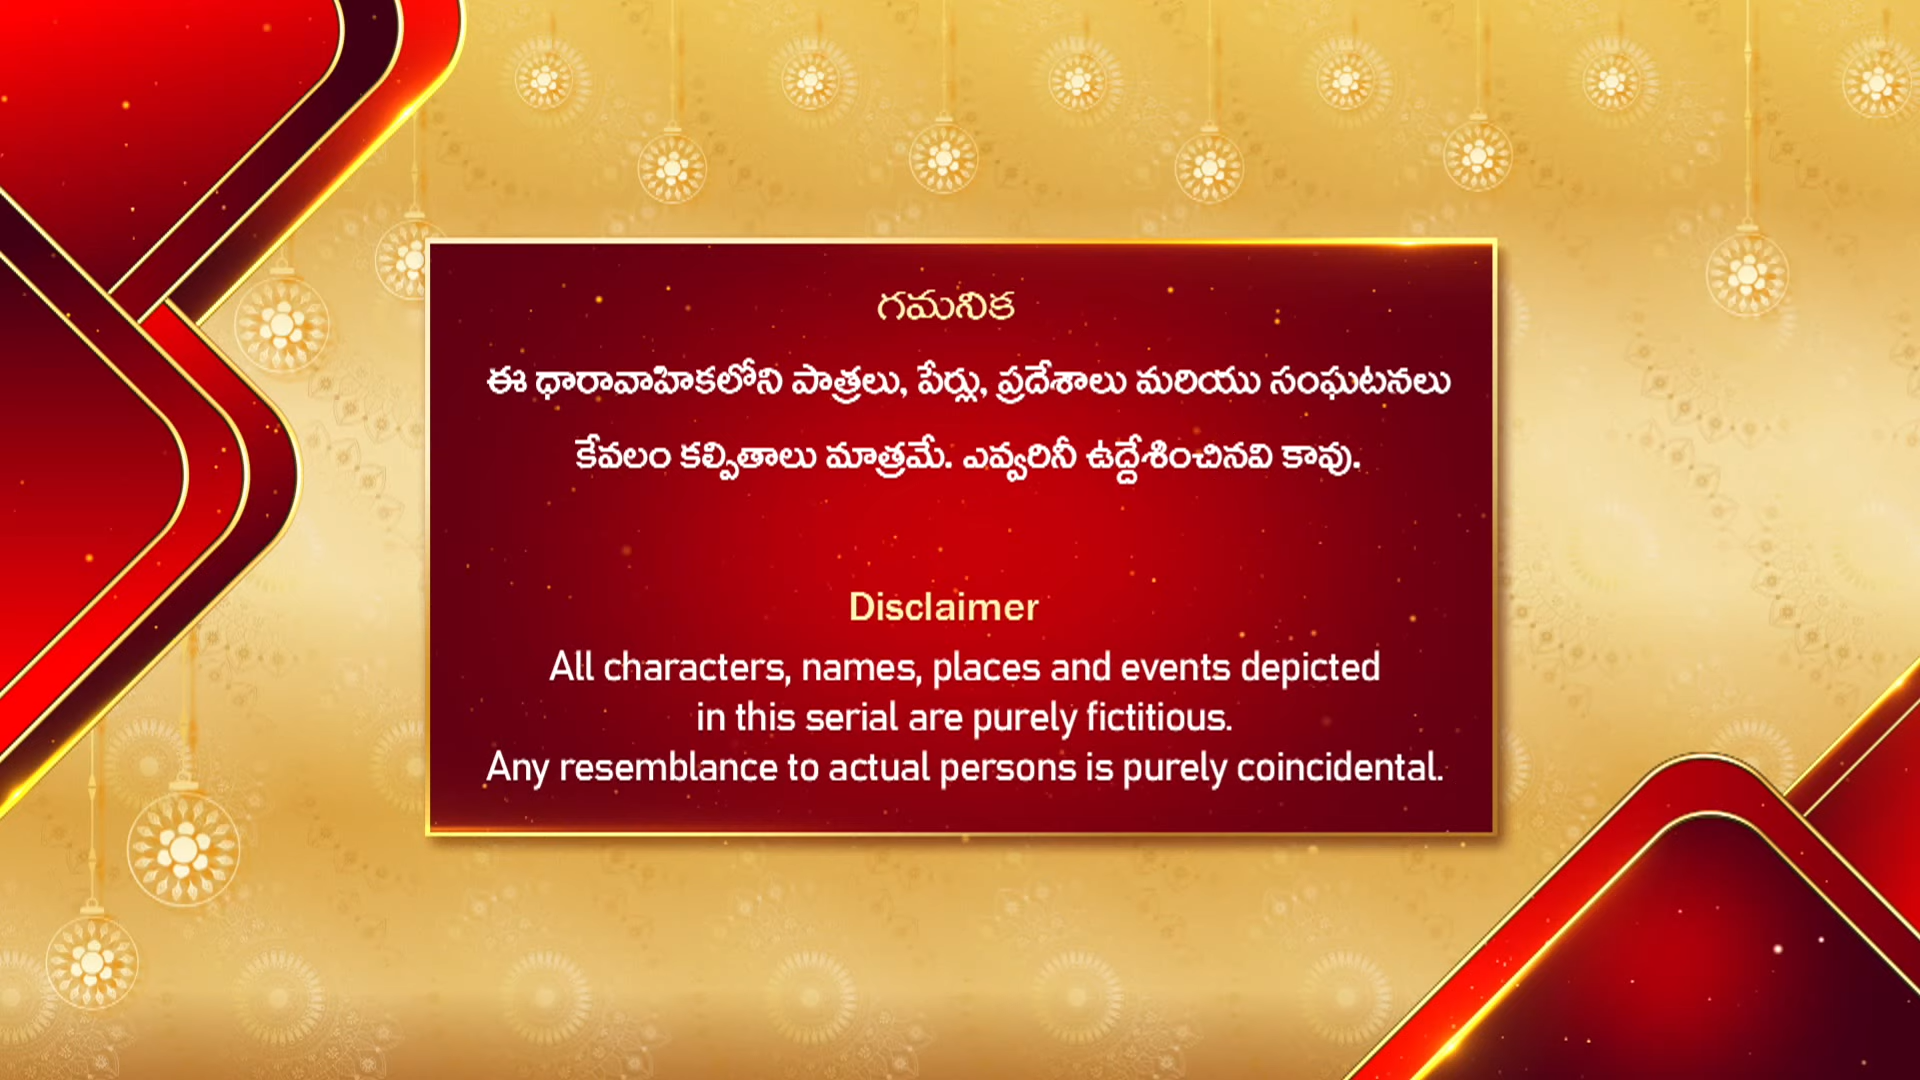 గమనిక
ఈ ధారావాహికలోని పాత్రలు, పేర్లు, ప్రదేశాలు మరియు సంఘటనలు
కేవలం కల్పితాలు మాత్రమే. ఎవ్వరినీ ఉద్దేశించినవి కావు.
Disclaimer
All characters, names, places and events depicted
in this serial are purely fictitious.
Any resemblance to actual persons is purely coincidental.